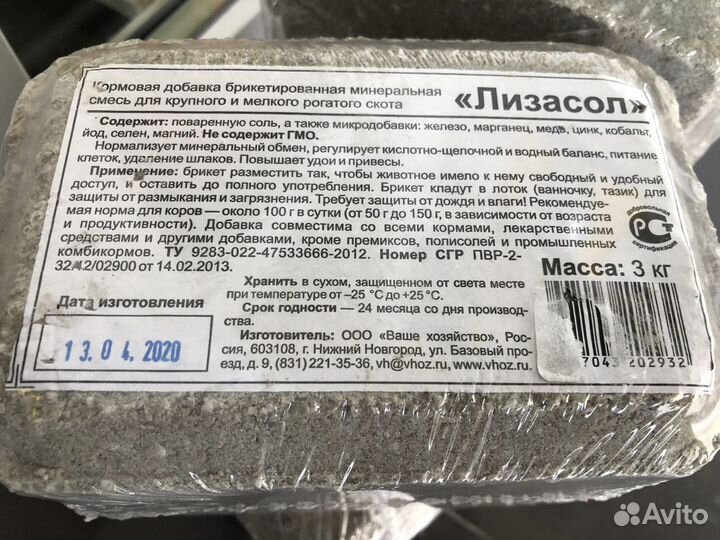 Кормовая добавка брикетированная минеральная
смесь для крупного и мелкого рогатого скота
«Лизасол»
Содержит: поваренную соль, а также микродобавки: железо, марганец, медь, цинк, кобальт,
йод, селен, магний. Не содержит ГМО.
Нормализует минеральный обмен, регулирует кислотно-щелочной и водный баланс, питание
клеток, удаление шлаков. Повышает удои и привесы.
Применение: брикет разместить так, чтобы животное имело к нему свободный и удобный
доступ, и оставить до полного употребления. Брикет кладут в лоток (ванночку, тазик) для
защиты от размыкания и загрязнения. Требует защиты от дождя и влаги! Рекомендуе-
мая норма для коров — около 100 г в сутки (от 50 г до 150 г, в зависимости от возраста
и продуктивности). Добавка совместима со всеми кормами, лекарственными
средствами и другими добавками, кроме премиксов, полисолей и промышленных
комбикормов. ТУ 9283-022-47533666-2012. Номер СГР ПВР-2-
32.12/02900 от 14.02.2013.
добровольная
РСТ
сертификация
Масса: 3 кг
Хранить в сухом, защищенном от света месте
при температуре от –25 °С до +25 °С.
Срок годности — 24 месяца со дня производ-
ства.
Изготовитель: ООО «Ваше хозяйство», Рос-
сия, 603108, г. Нижний Новгород, ул. Базовый про-
езд, д. 9, (831) 221-35-36, vh@vhoz.ru, www.vhoz.ru.
Дата изготовления
13.04.2020
7043 202932
Avito